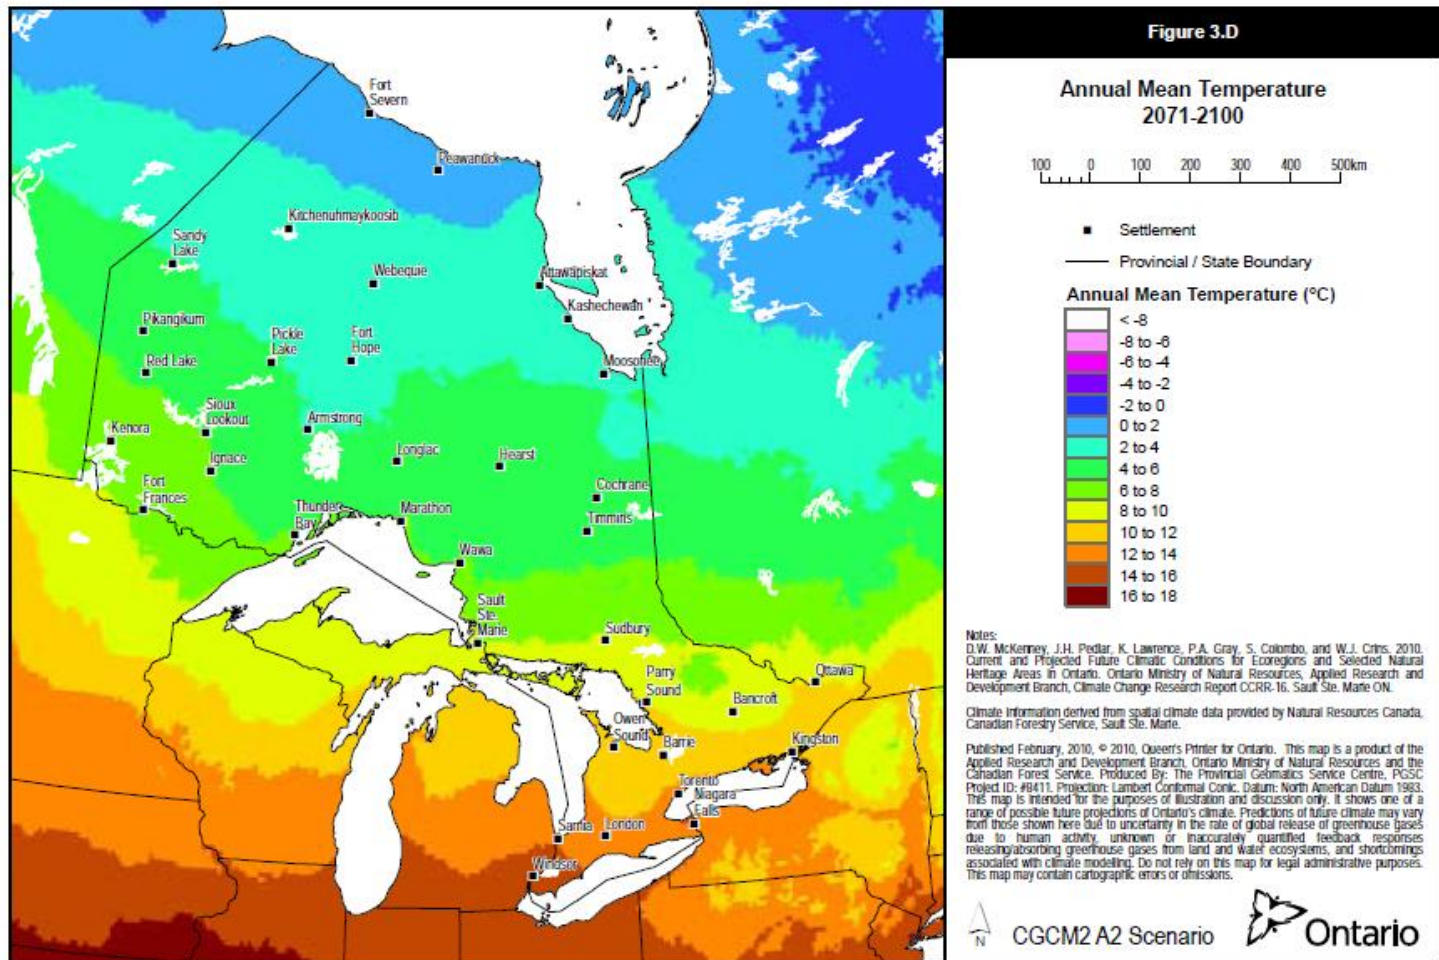 Fort
Severn
Peawanuck
Kitchenuhmaykoosib
Sandy
Lake
Webequie
Attawapiskat
Kashechewan
Pikangikum
Pickle
Lake
Fort
Hope
Red Lake
Moosonee
Sioux
Lookout
Armstrong
Kenora
Longlac
Hearst
Ignace
Fort
Frances
Cochrane
Thunder
Bay
Marathon
Timmins
Wawa
Sault
Ste.
Marie
Sudbury
Parry
Sound
Ottawa
Bancroft
Owen
Sound
Barrie
Kingston
Toronto
Niagara
Falls
Sarnia
London
Windsor
Figure 3.D
Annual Mean Temperature
2071-2100
100 0 100 200 300 400 500km
Settlement
Provincial / State Boundary
Annual Mean Temperature (°C)
< -8
-8 to -6
-6 to -4
-4 to -2
-2 to 0
0 to 2
2 to 4
4 to 6
6 to 8
8 to 10
10 to 12
12 to 14
14 to 16
16 to 18
Notes:
D.W. McKenney, J.H. Pedlar, K. Lawrence, P.A. Gray, S. Colombo, and W.J. Crins. 2010.
Current and Projected Future Climatic Conditions for Ecoregions and Selected Natural
Heritage Areas in Ontario. Ontario Ministry of Natural Resources, Applied Research and
Development Branch, Climate Change Research Report CCRR-16. Sault Ste. Marie ON.
Climate information derived from spatial climate data provided by Natural Resources Canada,
Canadian Forestry Service, Sault Ste. Marie.
Published February, 2010, © 2010, Queen's Printer for Ontario. This map is a product of the
Applied Research and Development Branch, Ontario Ministry of Natural Resources and the
Canadian Forest Service. Produced By: The Provincial Geomatics Service Centre, PGSC
Project ID: #8411. Projection: Lambert Conformal Conic. Datum: North American Datum 1983.
This map is intended for the purposes of illustration and discussion only. It shows one of a
range of possible future projections of Ontario's climate. Predictions of future climate may vary
from those shown here due to uncertainty in the rate of global release of greenhouse gases
due to human activity, unknown or inaccurately quantified feedback responses
releasing/absorbing greenhouse gases from land and water ecosystems, and shortcomings
associated with climate modelling. Do not rely on this map for legal administrative purposes.
This map may contain cartographic errors or omissions.
N
CGCM2 A2 Scenario
Ontario